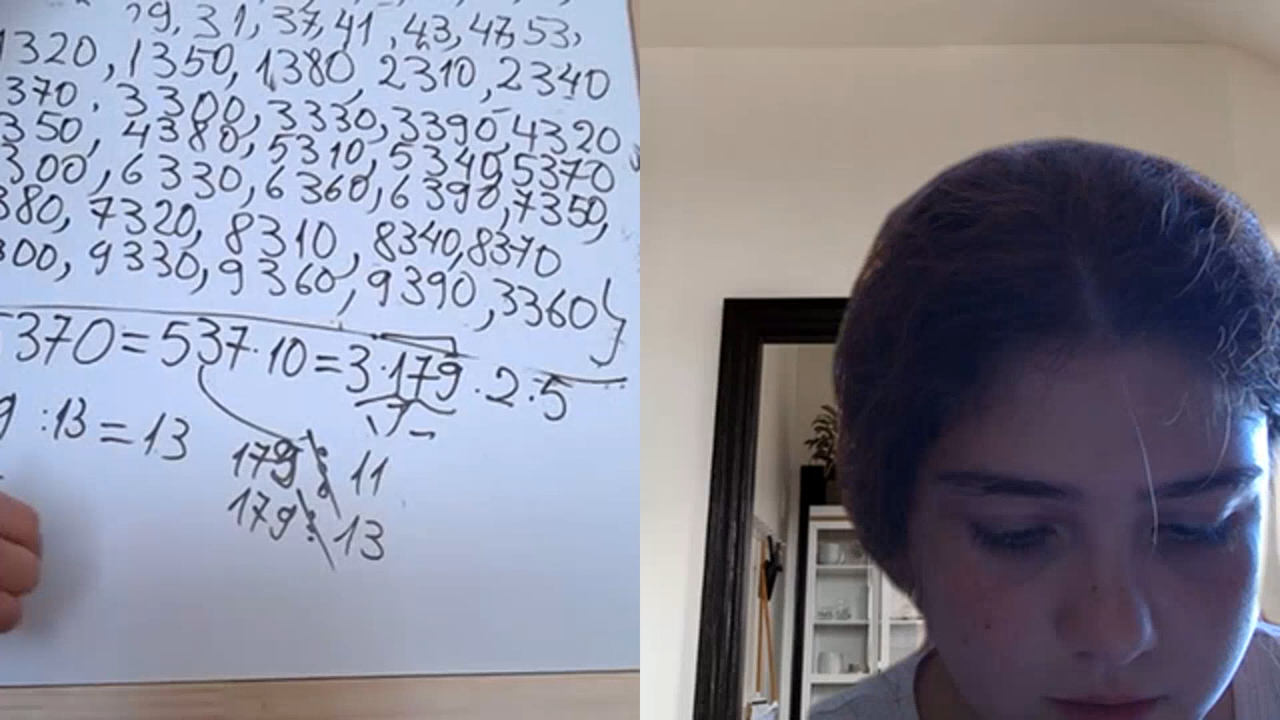 29, 31, 37, 41, 43, 47, 53,
1320, 1350, 1380, 2310, 2340
370, 3300, 3330, 3390, 4320
350, 4380, 5310, 5340, 5370
300, 6330, 6360, 6390, 7350,
380, 7320, 8310, 8340, 8370
300, 9330, 9360, 9390, 3360}
5370 = 537·10 = 3·179·2·5
9 :13 = 13
179 ⋮ 11
179 ⋮ 13